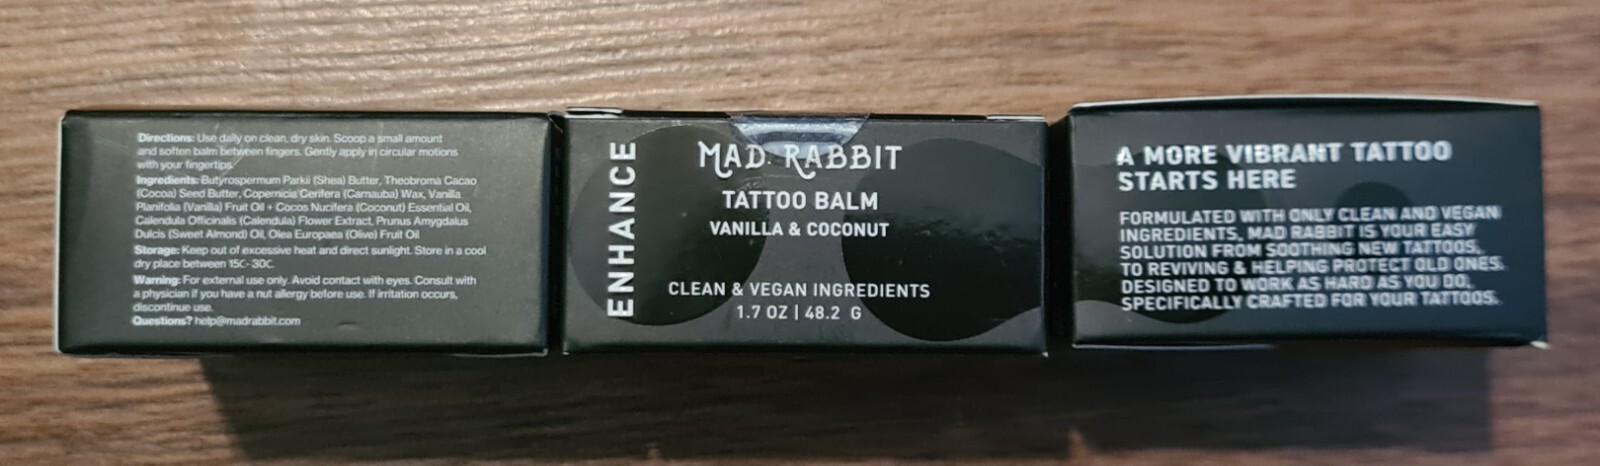 Directions: Use daily on clean, dry skin. Scoop a small amount
and soften balm between fingers. Gently apply in circular motions
with your fingertips.
Ingredients: Butyrospermum Parkii (Shea) Butter, Theobroma Cacao
(Cocoa) Seed Butter, Copernicia Cerifera (Carnauba) Wax, Vanilla
Planifolia (Vanilla) Fruit Oil + Cocos Nucifera (Coconut) Essential Oil,
Calendula Officinalis (Calendula) Flower Extract, Prunus Amygdalus
Dulcis (Sweet Almond) Oil, Olea Europaea (Olive) Fruit Oil
Storage: Keep out of excessive heat and direct sunlight. Store in a cool
dry place between 15C - 30C.
Warning: For external use only. Avoid contact with eyes. Consult with
a physician if you have a nut allergy before use. If irritation occurs,
discontinue use.
Questions? help@madrabbit.com
ENHANCE
MAD RABBIT
TATTOO BALM
VANILLA & COCONUT
CLEAN & VEGAN INGREDIENTS
1.7 OZ | 48.2 G
A MORE VIBRANT TATTOO
STARTS HERE
FORMULATED WITH ONLY CLEAN AND VEGAN
INGREDIENTS, MAD RABBIT IS YOUR EASY
SOLUTION FROM SOOTHING NEW TATTOOS,
TO REVIVING & HELPING PROTECT OLD ONES.
DESIGNED TO WORK AS HARD AS YOU DO,
SPECIFICALLY CRAFTED FOR YOUR TATTOOS.